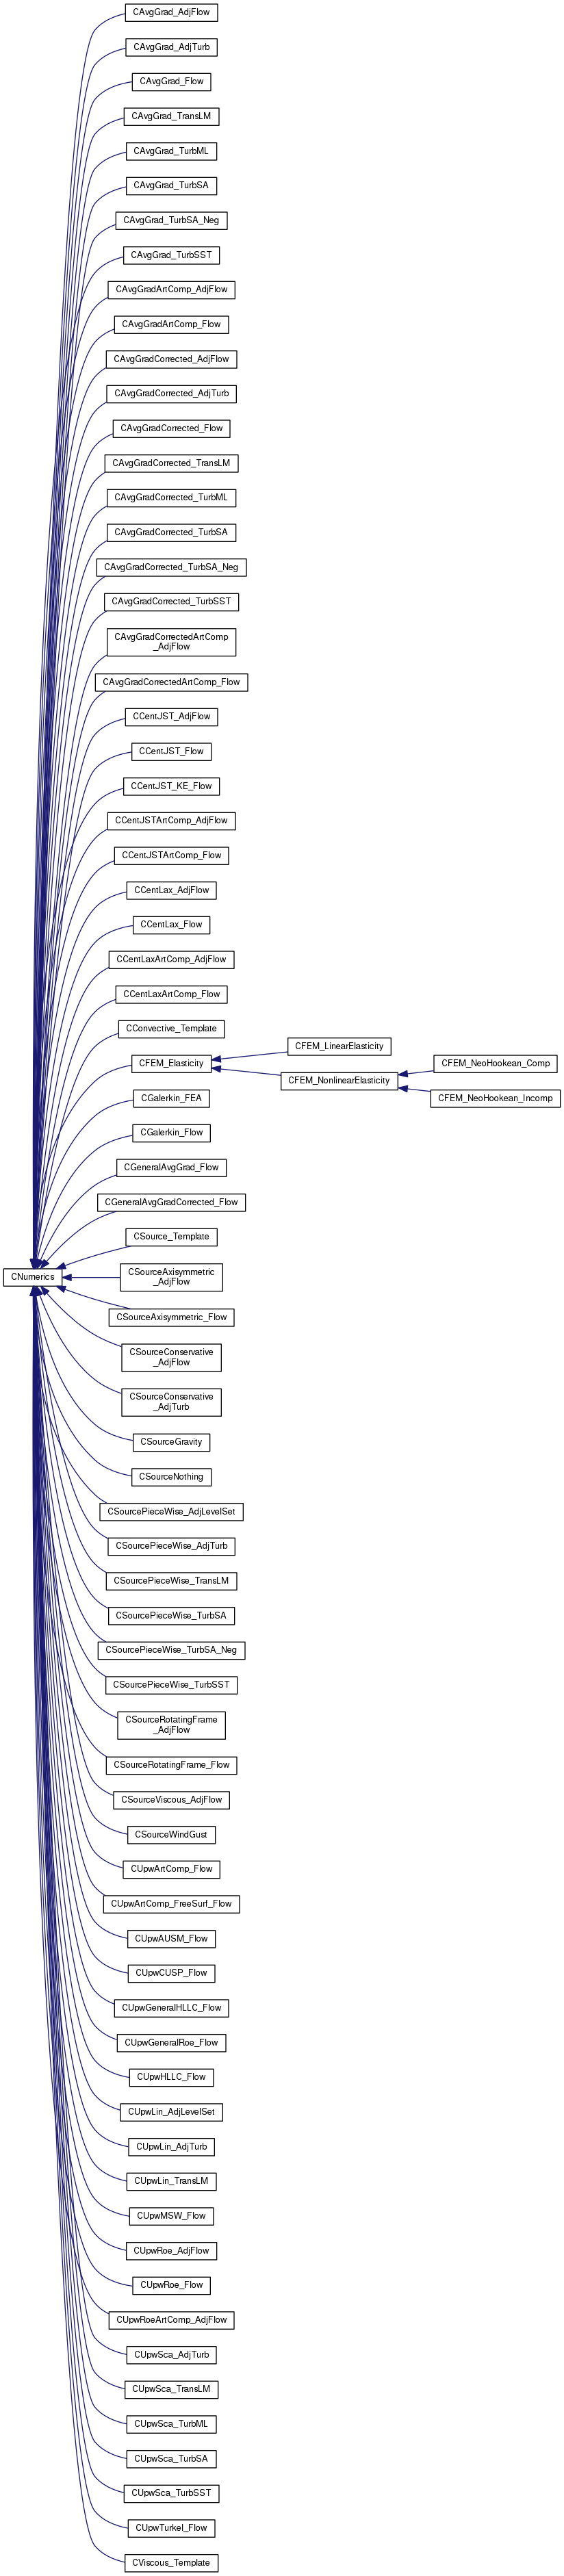 CAvgGrad_AdjFlow
CAvgGrad_AdjTurb
CAvgGrad_Flow
CAvgGrad_TransLM
CAvgGrad_TurbML
CAvgGrad_TurbSA
CAvgGrad_TurbSA_Neg
CAvgGrad_TurbSST
CAvgGradArtComp_AdjFlow
CAvgGradArtComp_Flow
CAvgGradCorrected_AdjFlow
CAvgGradCorrected_AdjTurb
CAvgGradCorrected_Flow
CAvgGradCorrected_TransLM
CAvgGradCorrected_TurbML
CAvgGradCorrected_TurbSA
CAvgGradCorrected_TurbSA_Neg
CAvgGradCorrected_TurbSST
CAvgGradCorrectedArtComp
_AdjFlow
CAvgGradCorrectedArtComp_Flow
CCentJST_AdjFlow
CCentJST_Flow
CCentJST_KE_Flow
CCentJSTArtComp_AdjFlow
CCentJSTArtComp_Flow
CCentLax_AdjFlow
CCentLax_Flow
CCentLaxArtComp_AdjFlow
CCentLaxArtComp_Flow
CConvective_Template
CFEM_Elasticity
CFEM_LinearElasticity
CFEM_NonlinearElasticity
CFEM_NeoHookean_Comp
CFEM_NeoHookean_Incomp
CGalerkin_FEA
CGalerkin_Flow
CGeneralAvgGrad_Flow
CGeneralAvgGradCorrected_Flow
CSource_Template
CNumerics
CSourceAxisymmetric
_AdjFlow
CSourceAxisymmetric_Flow
CSourceConservative
_AdjFlow
CSourceConservative
_AdjTurb
CSourceGravity
CSourceNothing
CSourcePieceWise_AdjLevelSet
CSourcePieceWise_AdjTurb
CSourcePieceWise_TransLM
CSourcePieceWise_TurbSA
CSourcePieceWise_TurbSA_Neg
CSourcePieceWise_TurbSST
CSourceRotatingFrame
_AdjFlow
CSourceRotatingFrame_Flow
CSourceViscous_AdjFlow
CSourceWindGust
CUpwArtComp_Flow
CUpwArtComp_FreeSurf_Flow
CUpwAUSM_Flow
CUpwCUSP_Flow
CUpwGeneralHLLC_Flow
CUpwGeneralRoe_Flow
CUpwHLLC_Flow
CUpwLin_AdjLevelSet
CUpwLin_AdjTurb
CUpwLin_TransLM
CUpwMSW_Flow
CUpwRoe_AdjFlow
CUpwRoe_Flow
CUpwRoeArtComp_AdjFlow
CUpwSca_AdjTurb
CUpwSca_TransLM
CUpwSca_TurbML
CUpwSca_TurbSA
CUpwSca_TurbSST
CUpwTurkel_Flow
CViscous_Template